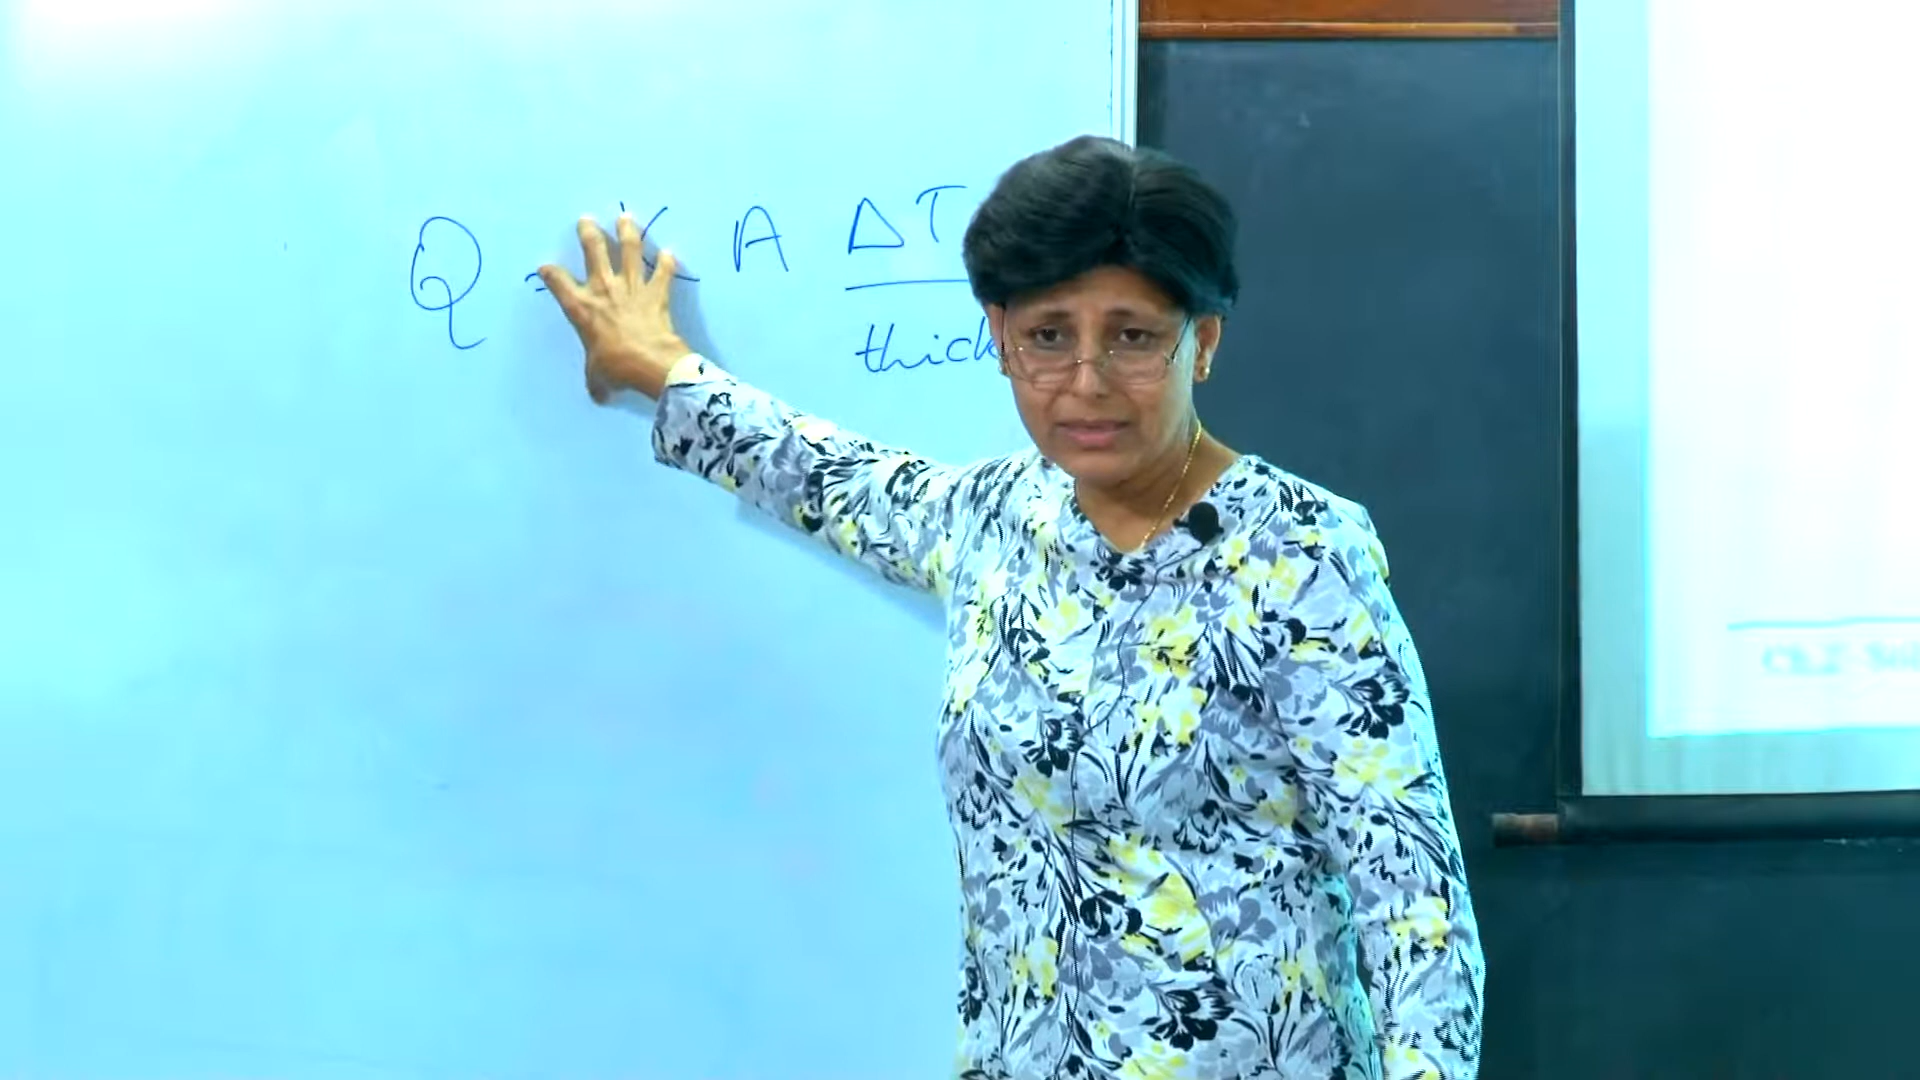 Q = K A ΔT
thick